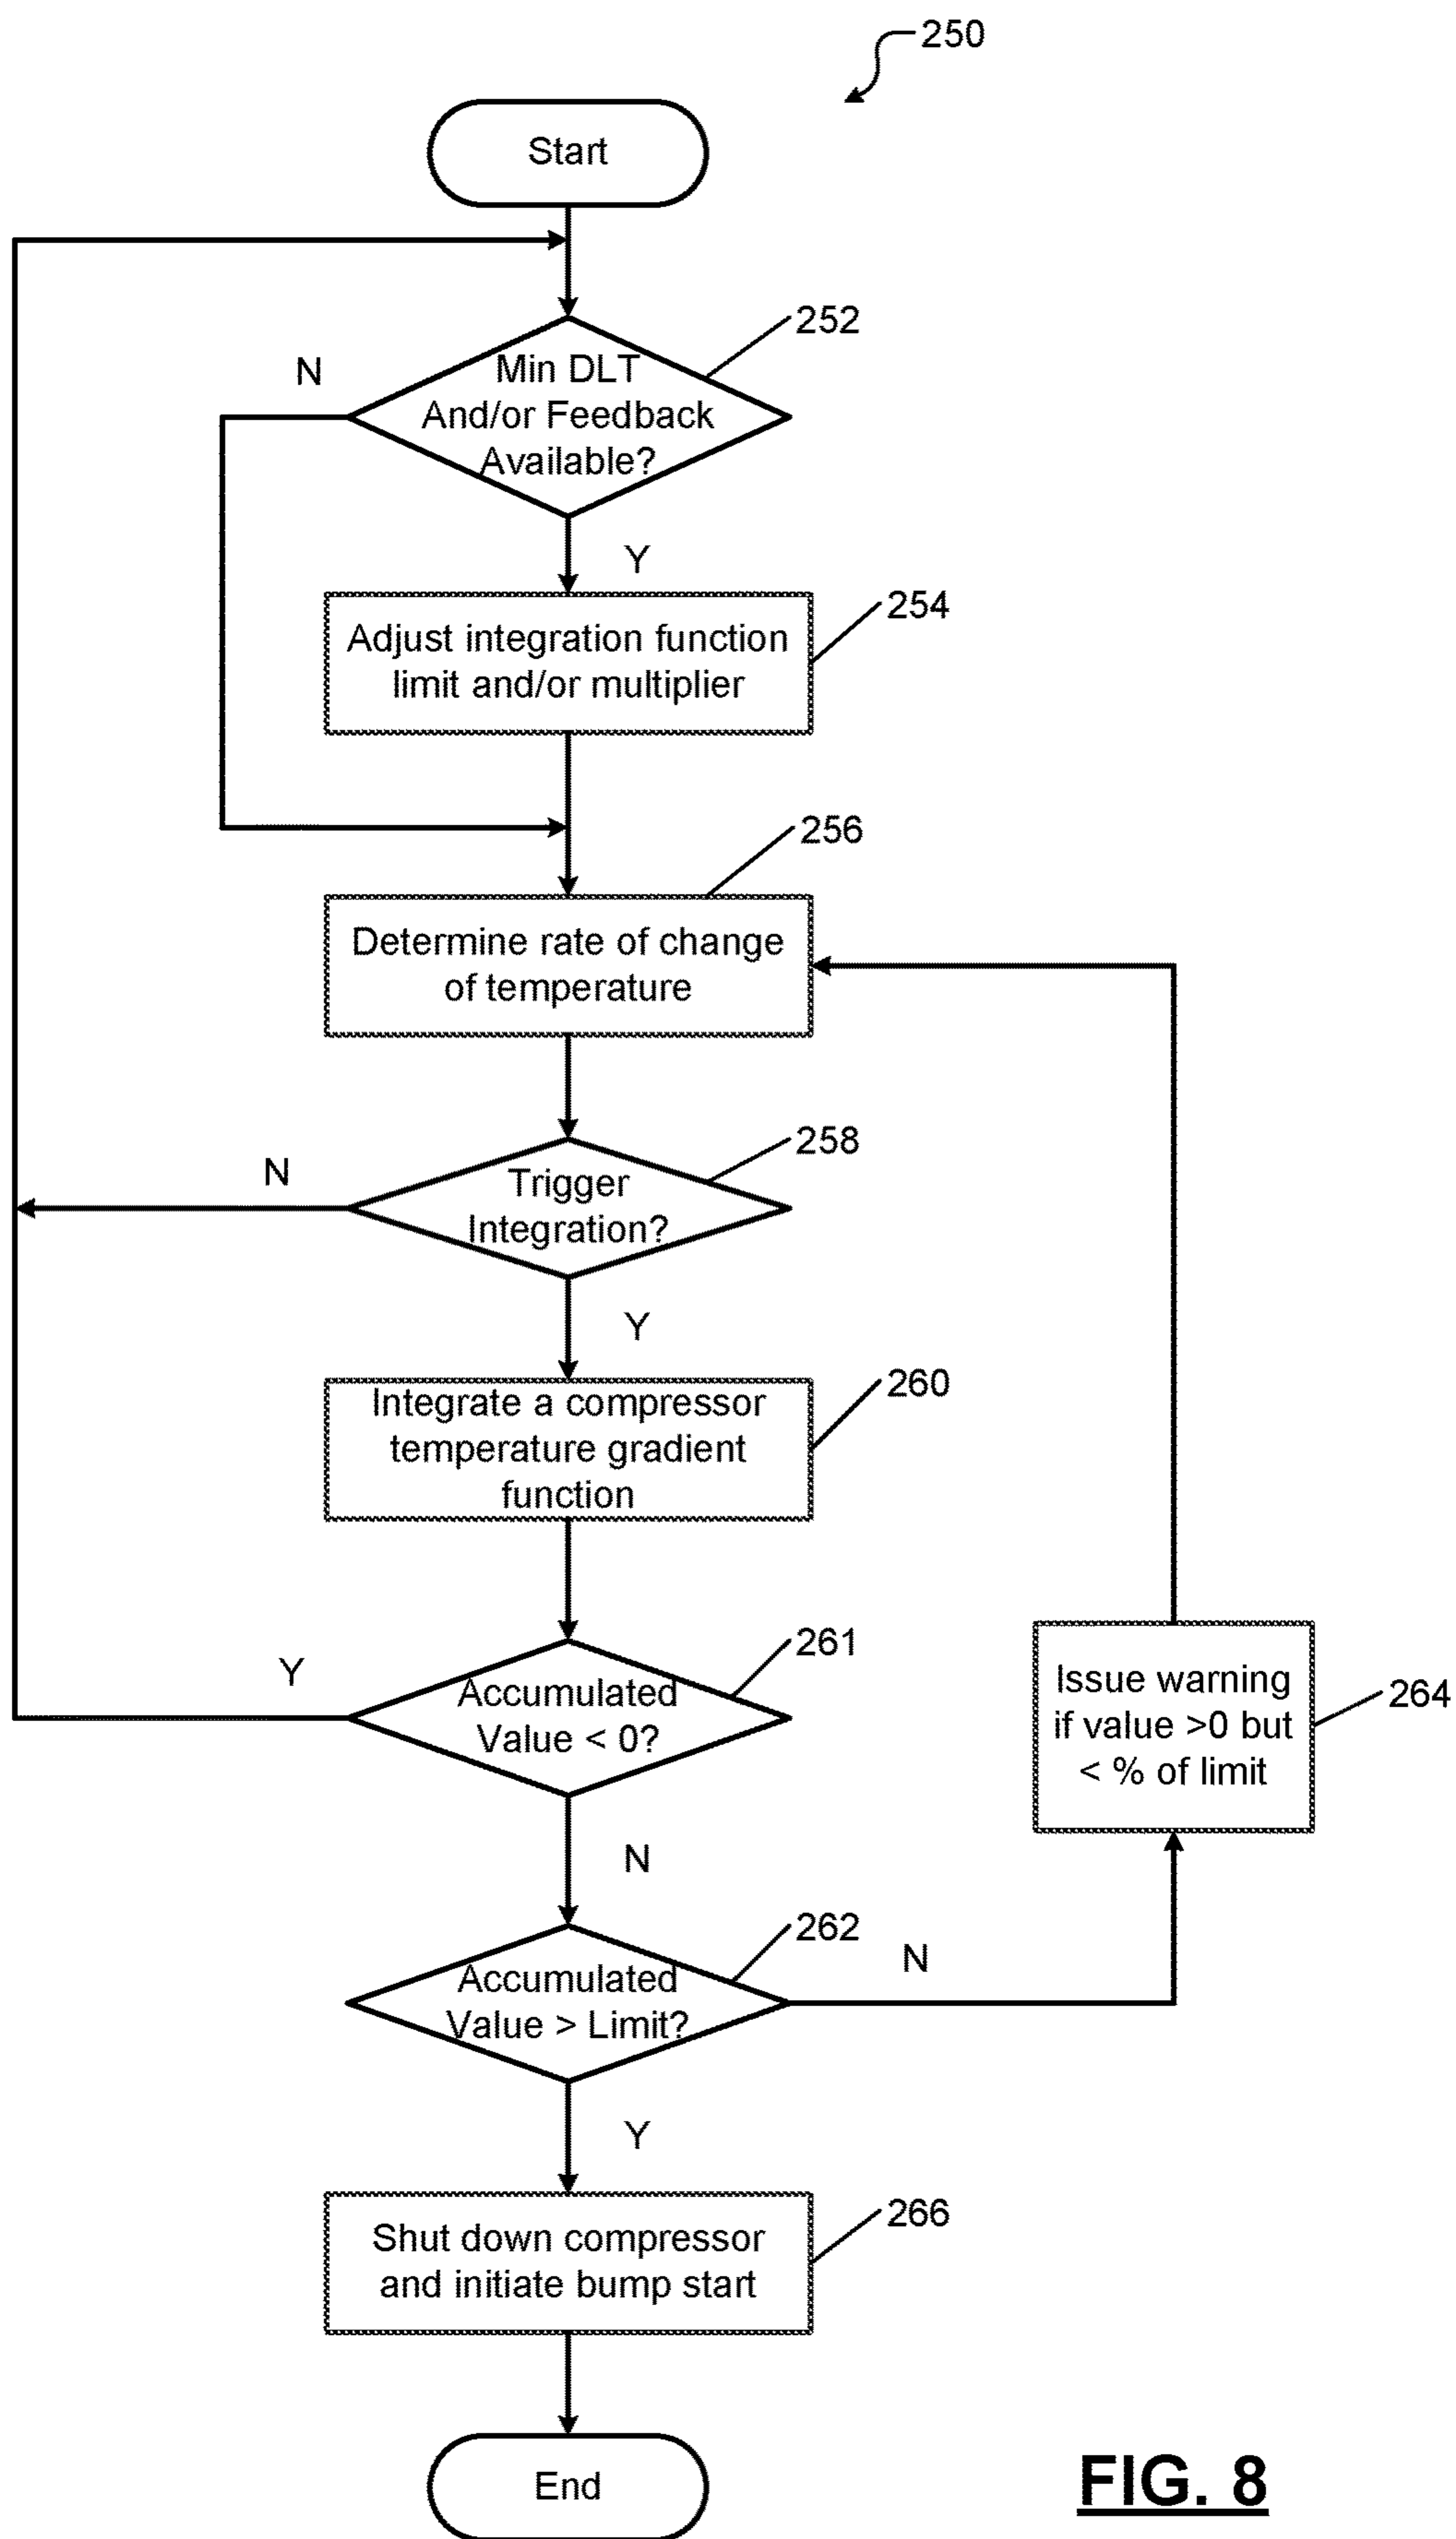 250
Start
252
N
Min DLT
And/or Feedback
Available?
Y
254
Adjust integration function
limit and/or multiplier
256
Determine rate of change
of temperature
258
N
Trigger
Integration?
Y
260
Integrate a compressor
temperature gradient
function
261
Y
Accumulated
Value < 0?
Issue warning
if value >0 but
< % of limit
264
N
262
Accumulated
Value > Limit?
N
Y
266
Shut down compressor
and initiate bump start
End
FIG. 8